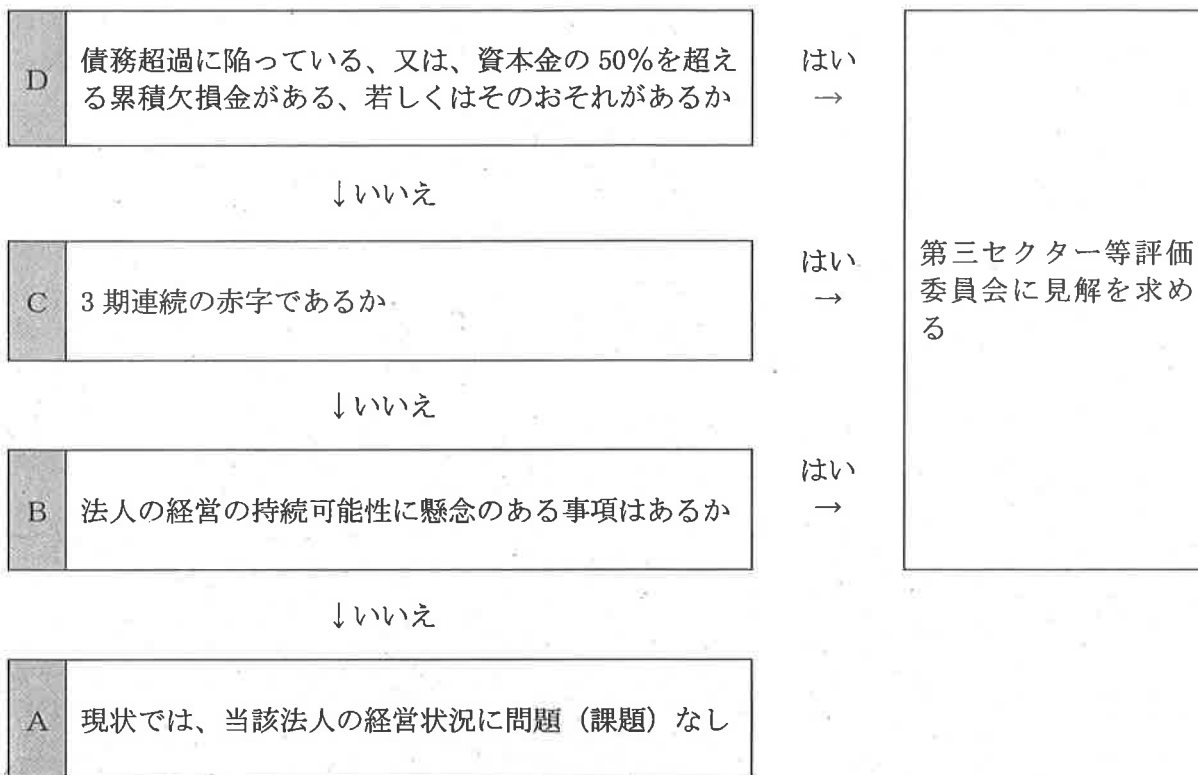 D
債務超過に陥っている、又は、資本金の 50％を超え
る累積欠損金がある、若しくはそのおそれがあるか
はい
→
↓いいえ
C
3 期連続の赤字であるか
はい
→
第三セクター等評価
委員会に見解を求め
る
↓いいえ
B
法人の経営の持続可能性に懸念のある事項はあるか
はい
→
↓いいえ
A
現状では、当該法人の経営状況に問題（課題）なし